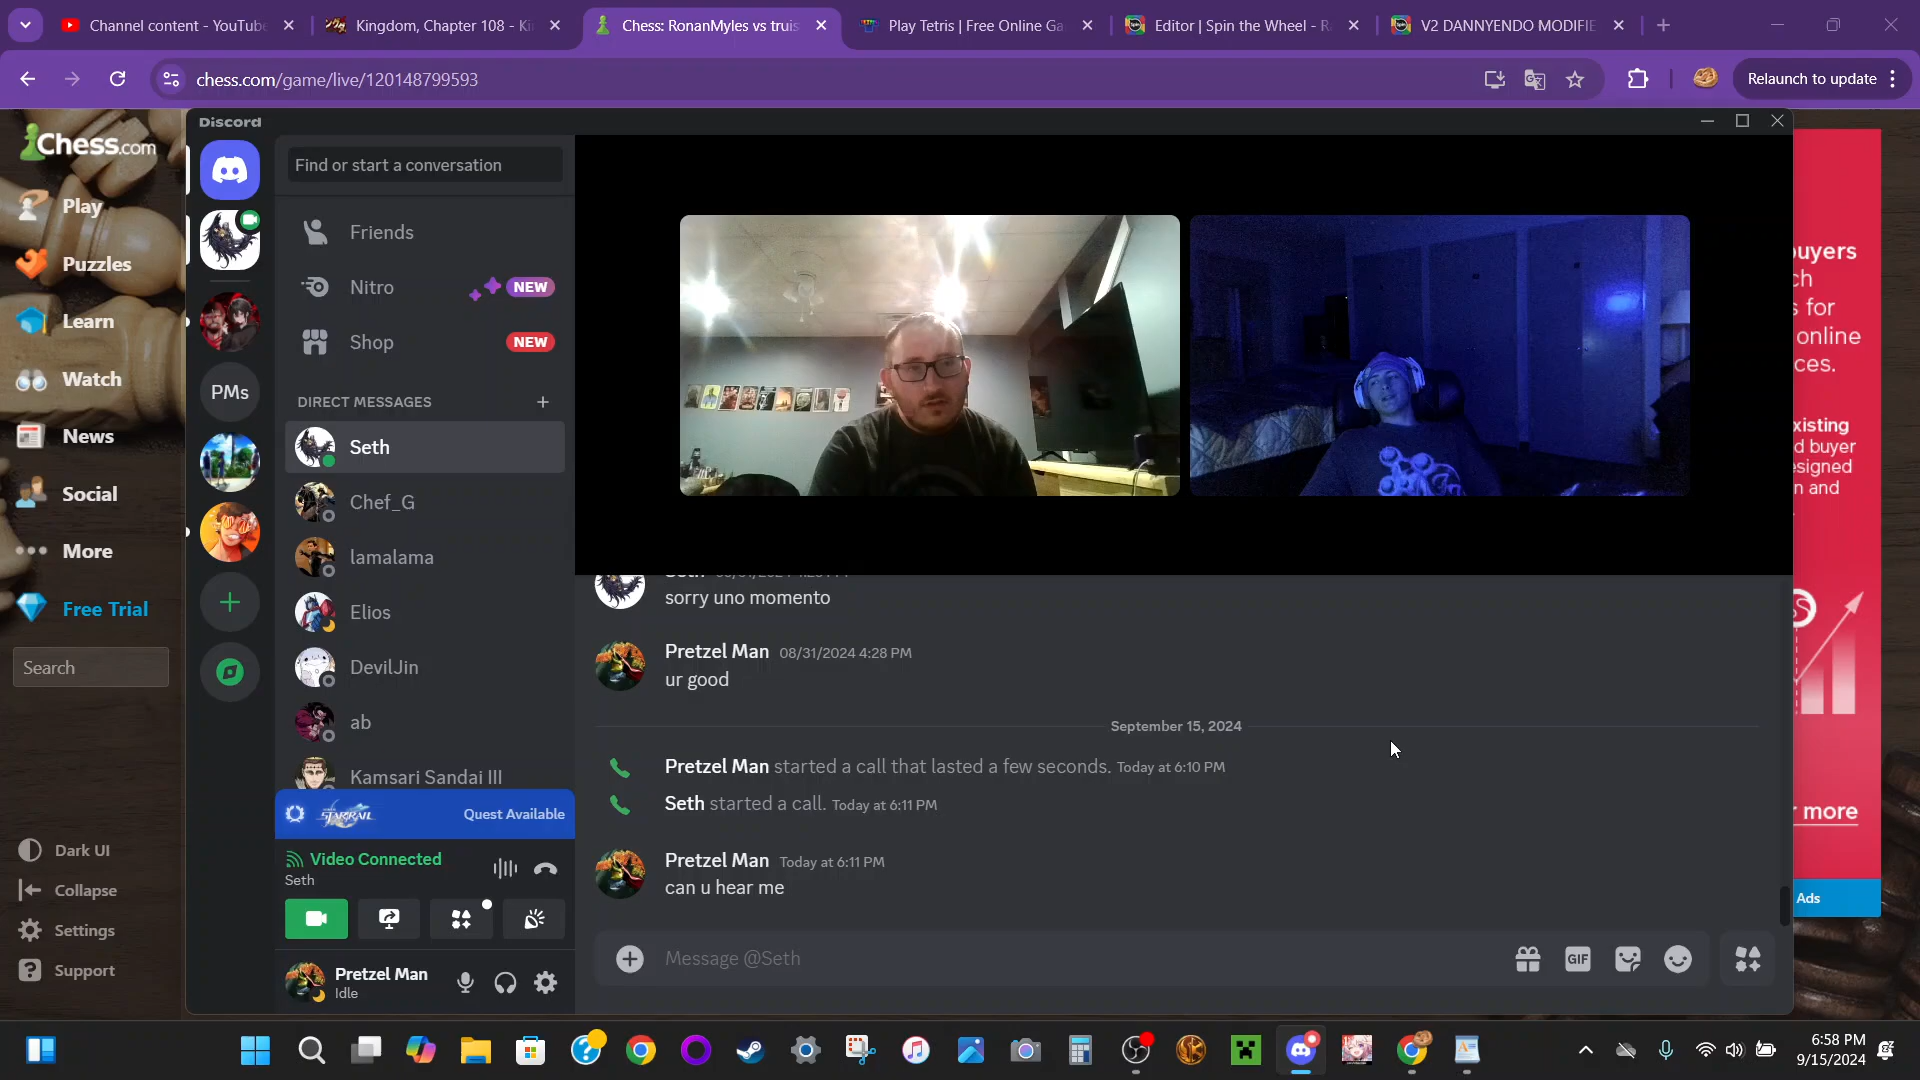 Channel content - YouTube
Kingdom, Chapter 108 - Ki
Chess: RonanMyles vs truis
Play Tetris | Free Online Ga
Editor | Spin the Wheel - R
V2 DANNYENDO MODIFIE
chess.com/game/live/120148799593
Relaunch to update
Chess.com
Play
Puzzles
Learn
Watch
News
Social
More
Free Trial
Search
Dark UI
Collapse
Settings
Support
Discord
PMs
Find or start a conversation
Friends
Nitro
NEW
Shop
NEW
DIRECT MESSAGES
Seth
Chef_G
lamalama
Elios
DevilJin
ab
Kamsari Sandai III
STARRAIL
Quest Available
Video Connected
Seth
Pretzel Man
Idle
sorry uno momento
Pretzel Man 08/31/2024 4:28 PM
ur good
September 15, 2024
Pretzel Man started a call that lasted a few seconds. Today at 6:10 PM
Seth started a call. Today at 6:11 PM
Pretzel Man Today at 6:11 PM
can u hear me
Message @Seth
GIF
uyers
ch
s for
online
ces.
xisting
d buyer
esigned
n and
r more
Ads
6:58 PM
9/15/2024